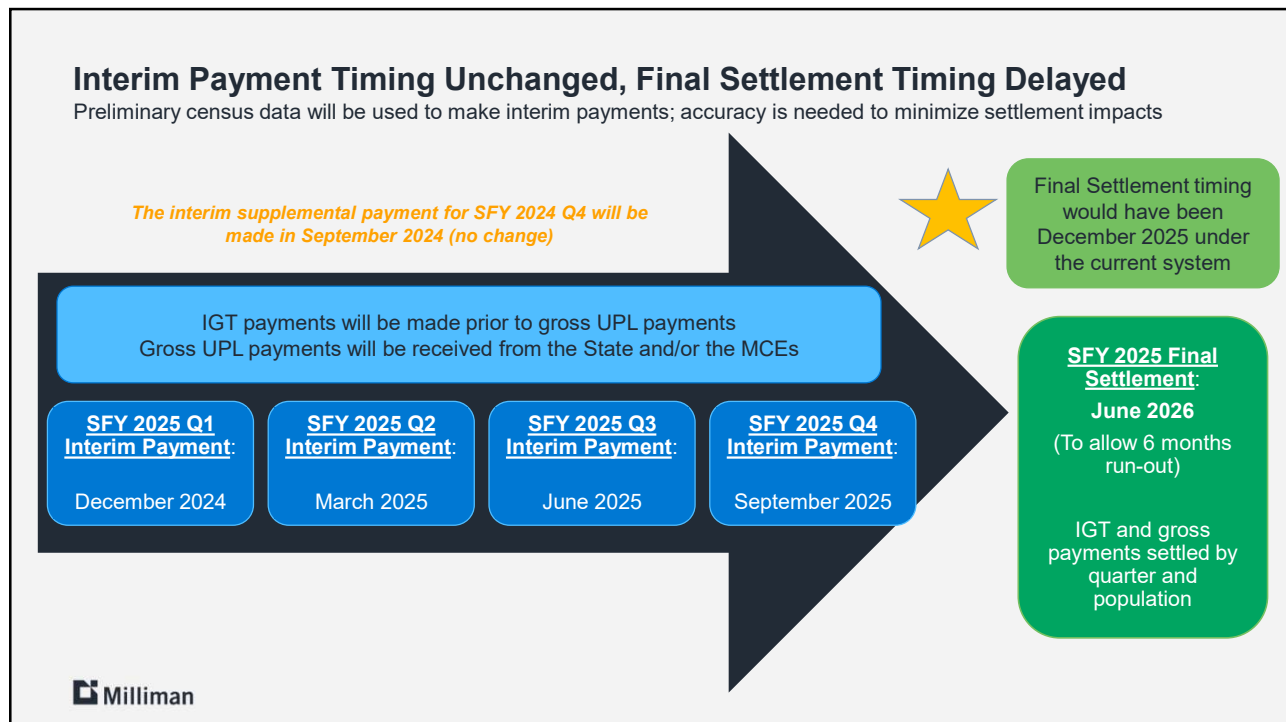 Interim Payment Timing Unchanged, Final Settlement Timing Delayed
Preliminary census data will be used to make interim payments; accuracy is needed to minimize settlement impacts
The interim supplemental payment for SFY 2024 Q4 will be
made in September 2024 (no change)
Final Settlement timing
would have been
December 2025 under
the current system
IGT payments will be made prior to gross UPL payments
Gross UPL payments will be received from the State and/or the MCEs
SFY 2025 Q1
Interim Payment:
December 2024
SFY 2025 Q2
Interim Payment:
March 2025
SFY 2025 Q3
Interim Payment:
June 2025
SFY 2025 Q4
Interim Payment:
September 2025
SFY 2025 Final
Settlement:
June 2026
(To allow 6 months
run-out)
IGT and gross
payments settled by
quarter and
population
Milliman